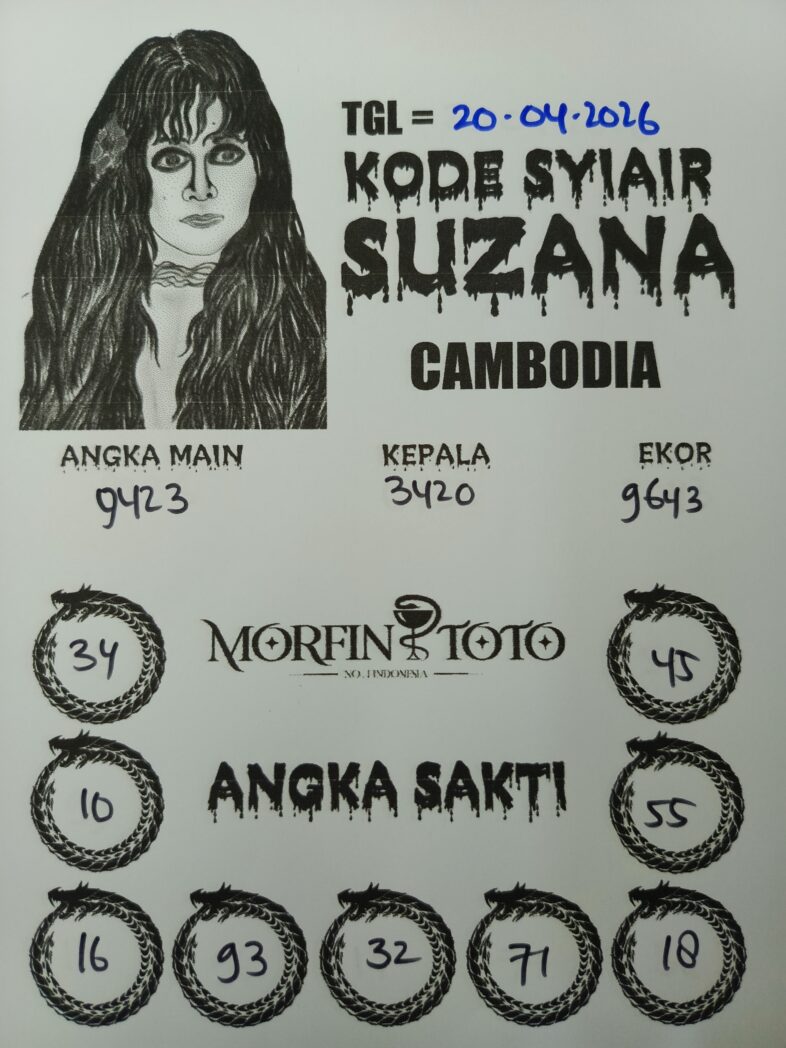 TGL = 20.04.2026
KODE SYIAIR
SUZANA
CAMBODIA
ANGKA MAIN KEPALA EKOR
9423 3420 9643
34 MORFIN TOTO 45
NO.1 INDONESIA
10 ANGKA SAKTI 55
16 93 32 71 18